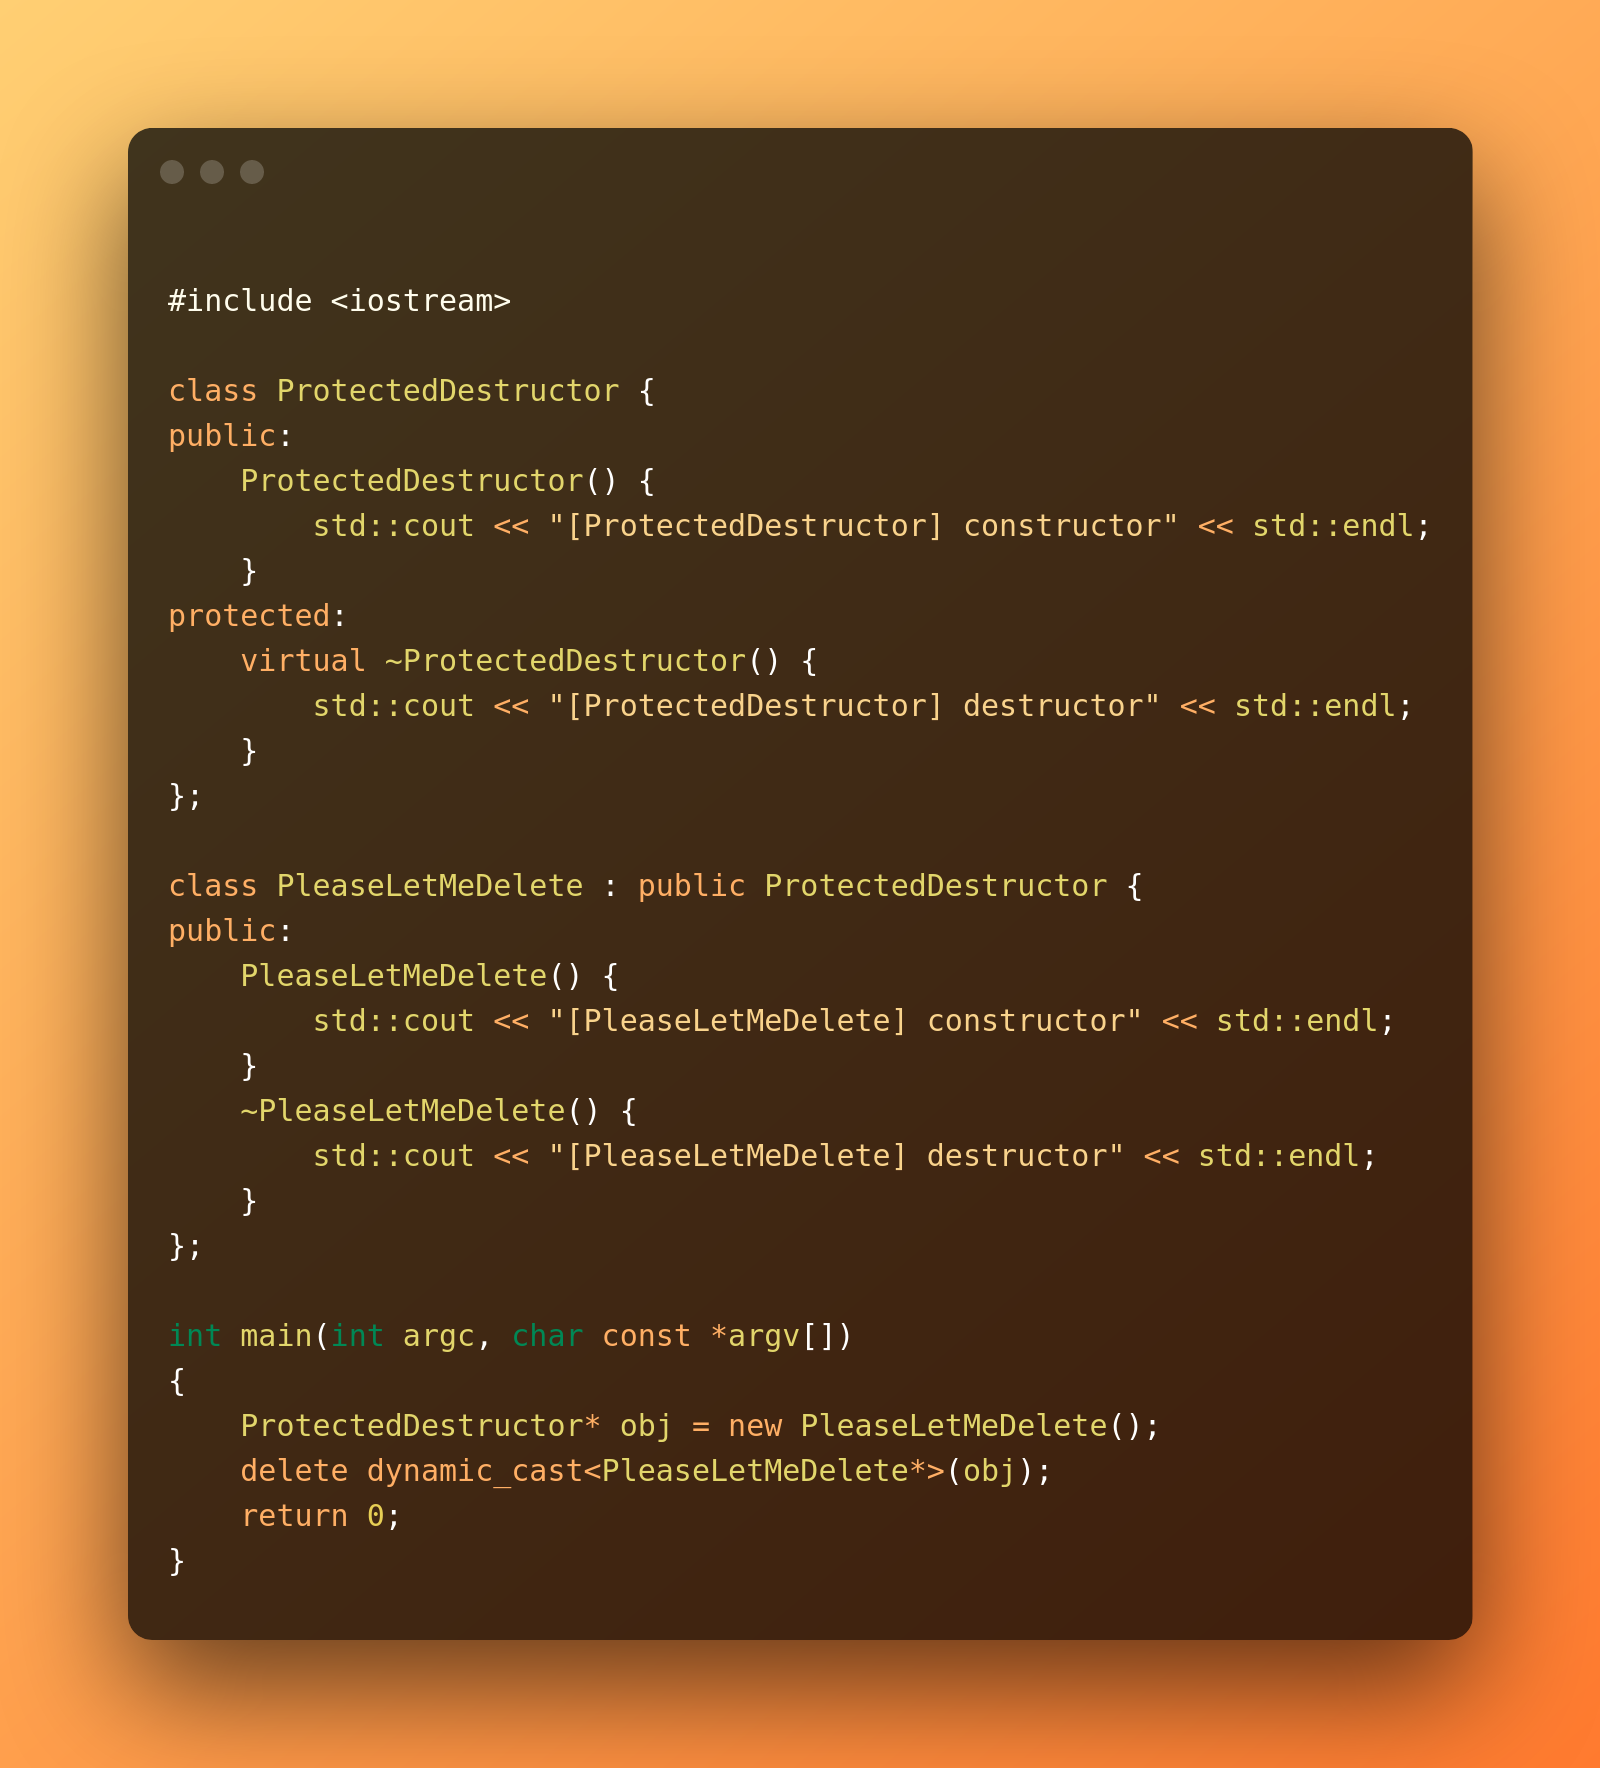 #include <iostream>

class ProtectedDestructor {
public:
    ProtectedDestructor() {
        std::cout << "[ProtectedDestructor] constructor" << std::endl;
    }
protected:
    virtual ~ProtectedDestructor() {
        std::cout << "[ProtectedDestructor] destructor" << std::endl;
    }
};

class PleaseLetMeDelete : public ProtectedDestructor {
public:
    PleaseLetMeDelete() {
        std::cout << "[PleaseLetMeDelete] constructor" << std::endl;
    }
    ~PleaseLetMeDelete() {
        std::cout << "[PleaseLetMeDelete] destructor" << std::endl;
    }
};

int main(int argc, char const *argv[])
{
    ProtectedDestructor* obj = new PleaseLetMeDelete();
    delete dynamic_cast<PleaseLetMeDelete*>(obj);
    return 0;
}